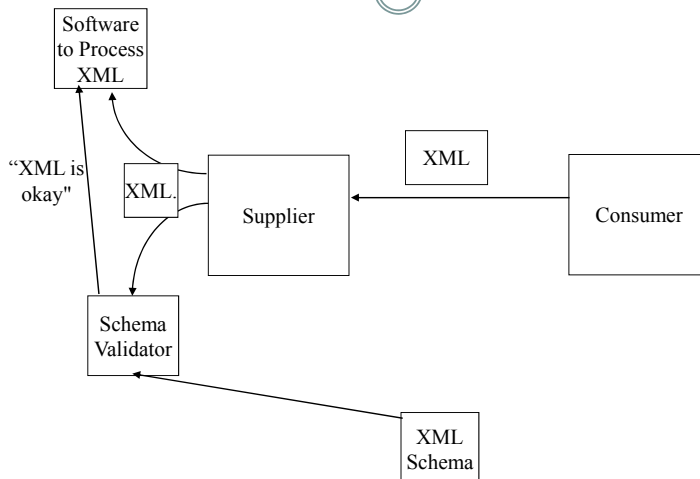 Software
to Process
XML
“XML is
okay"
XML.
Supplier
XML
Consumer
Schema
Validator
XML
Schema